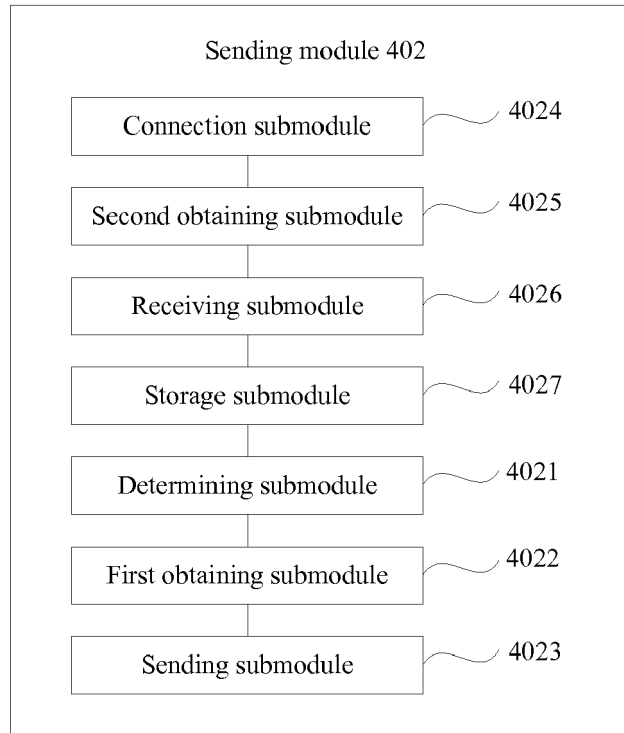 Sending module 402
Connection submodule 4024
Second obtaining submodule 4025
Receiving submodule 4026
Storage submodule 4027
Determining submodule 4021
First obtaining submodule 4022
Sending submodule 4023